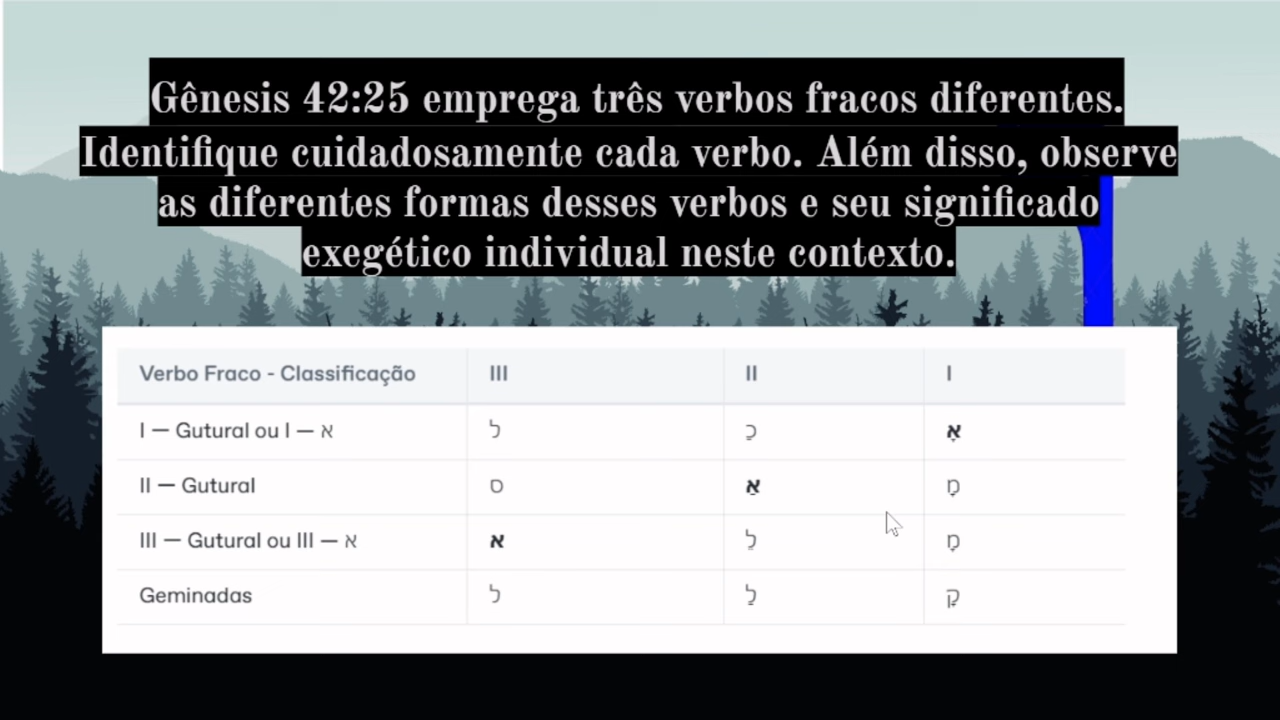 Gênesis 42:25 emprega três verbos fracos diferentes.
Identifique cuidadosamente cada verbo. Além disso, observe
as diferentes formas desses verbos e seu significado
exegético individual neste contexto.
Verbo Fraco - Classificação III II I
I — Gutural ou I — א ל כַ אָ
II — Gutural ס אַ מָ
III — Gutural ou III — א א לֵ מָ
Geminadas ל לַ קָ